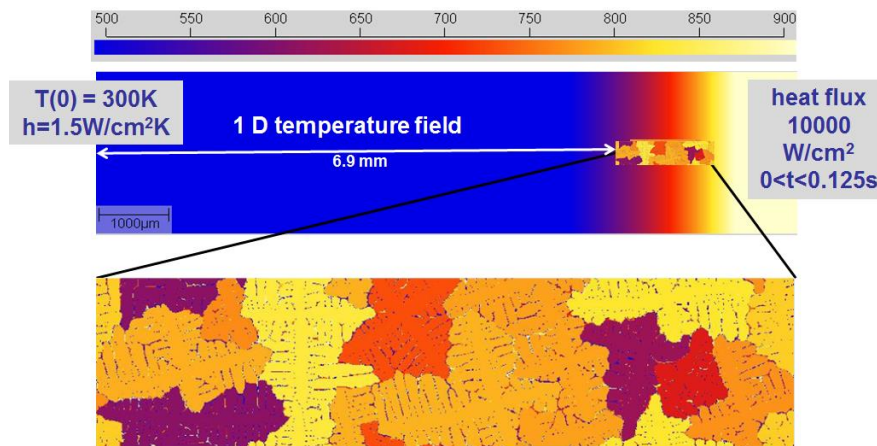 500 550 600 650 700 750 800 850 900
T(0) = 300K
h=1.5W/cm²K
1 D temperature field
6.9 mm
heat flux
10000
W/cm²
0<t<0.125s
1000µm